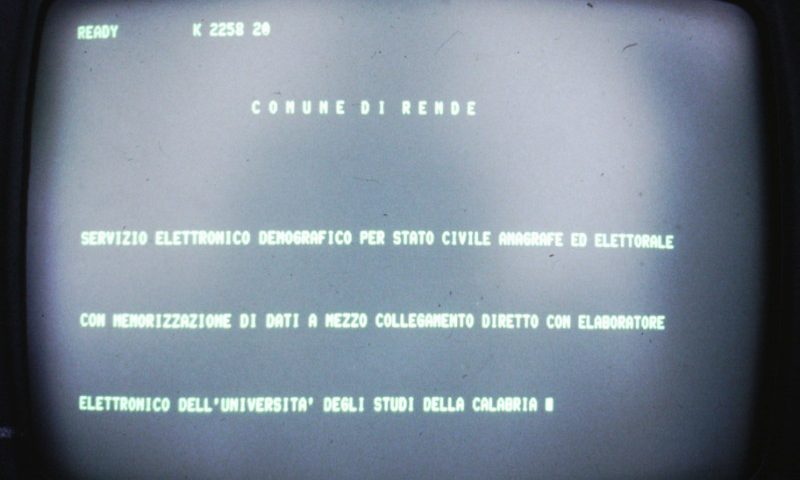 READY K 2258 20
COMUNE DI RENDE
SERVIZIO ELETTRONICO DEMOGRAFICO PER STATO CIVILE ANAGRAFE ED ELETTORALE
CON MEMORIZZAZIONE DI DATI A MEZZO COLLEGAMENTO DIRETTO CON ELABORATORE
ELETTRONICO DELL'UNIVERSITA' DEGLI STUDI DELLA CALABRIA